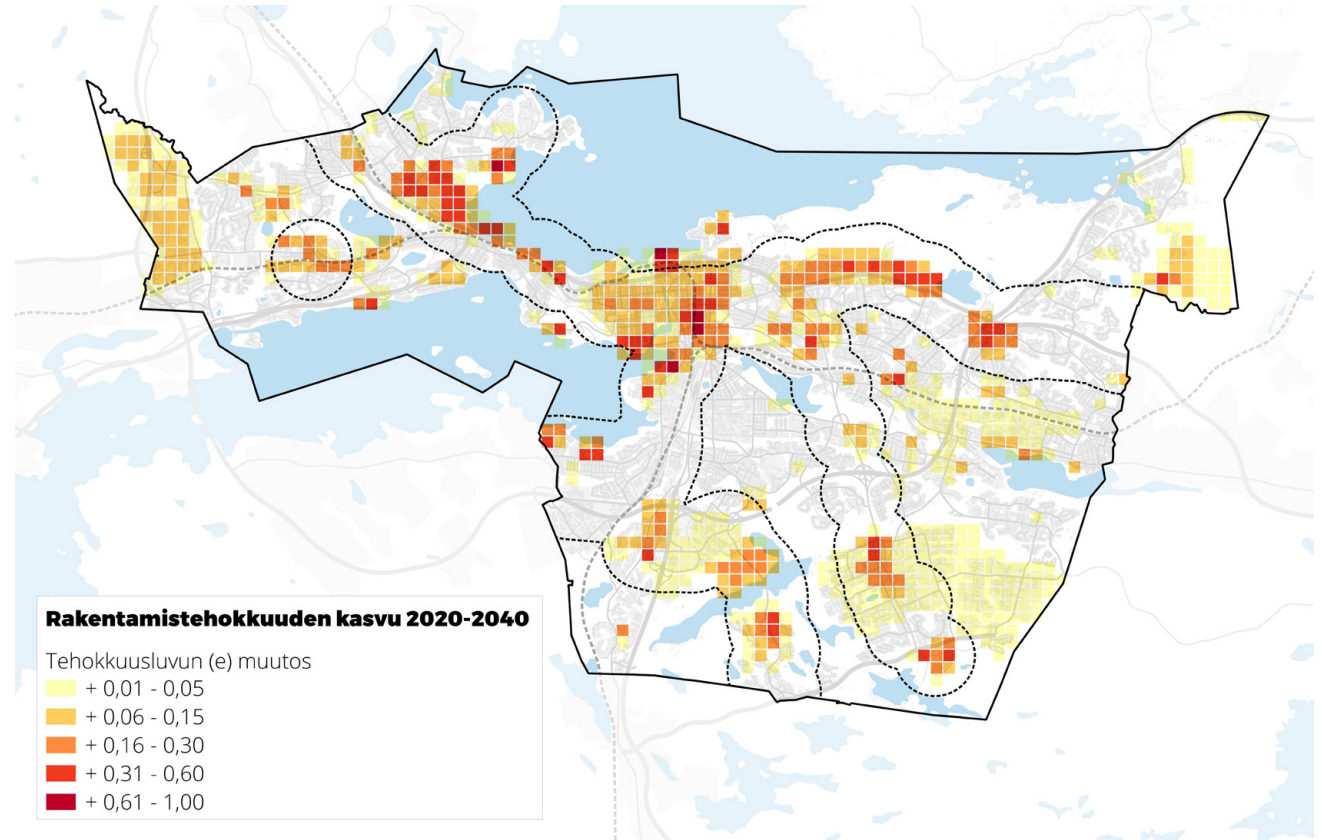 Rakentamistehokkuuden kasvu 2020-2040
Tehokkuusluvun (e) muutos
+ 0,01 - 0,05
+ 0,06 - 0,15
+ 0,16 - 0,30
+ 0,31 - 0,60
+ 0,61 - 1,00